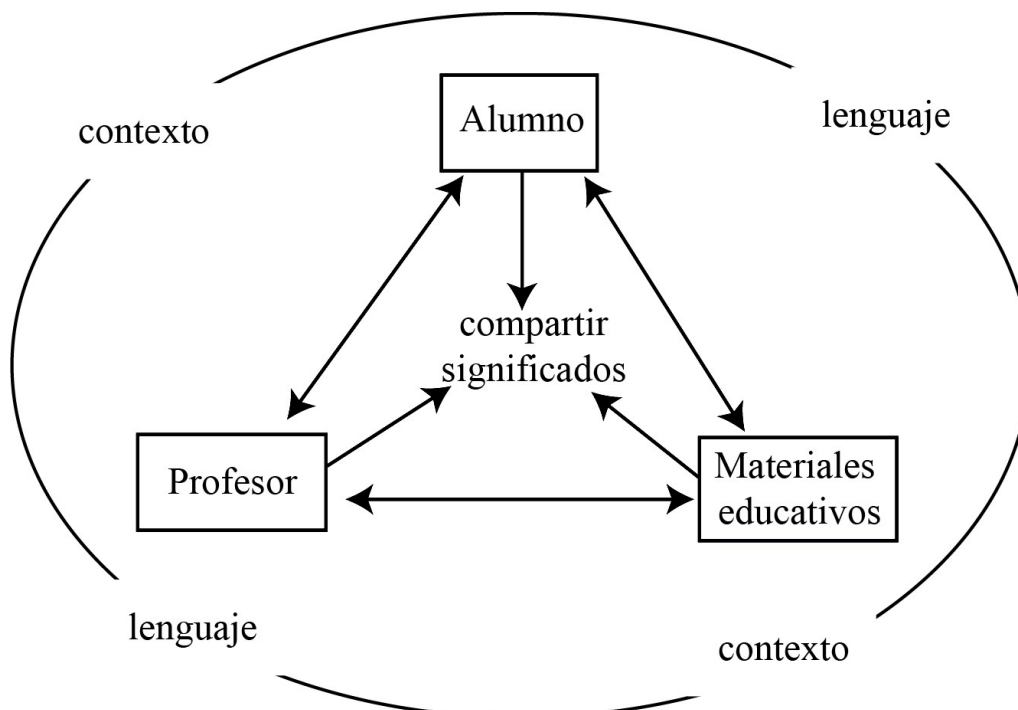 Alumno
lenguaje
contexto
compartir
significados
Profesor
Materiales
educativos
lenguaje
contexto